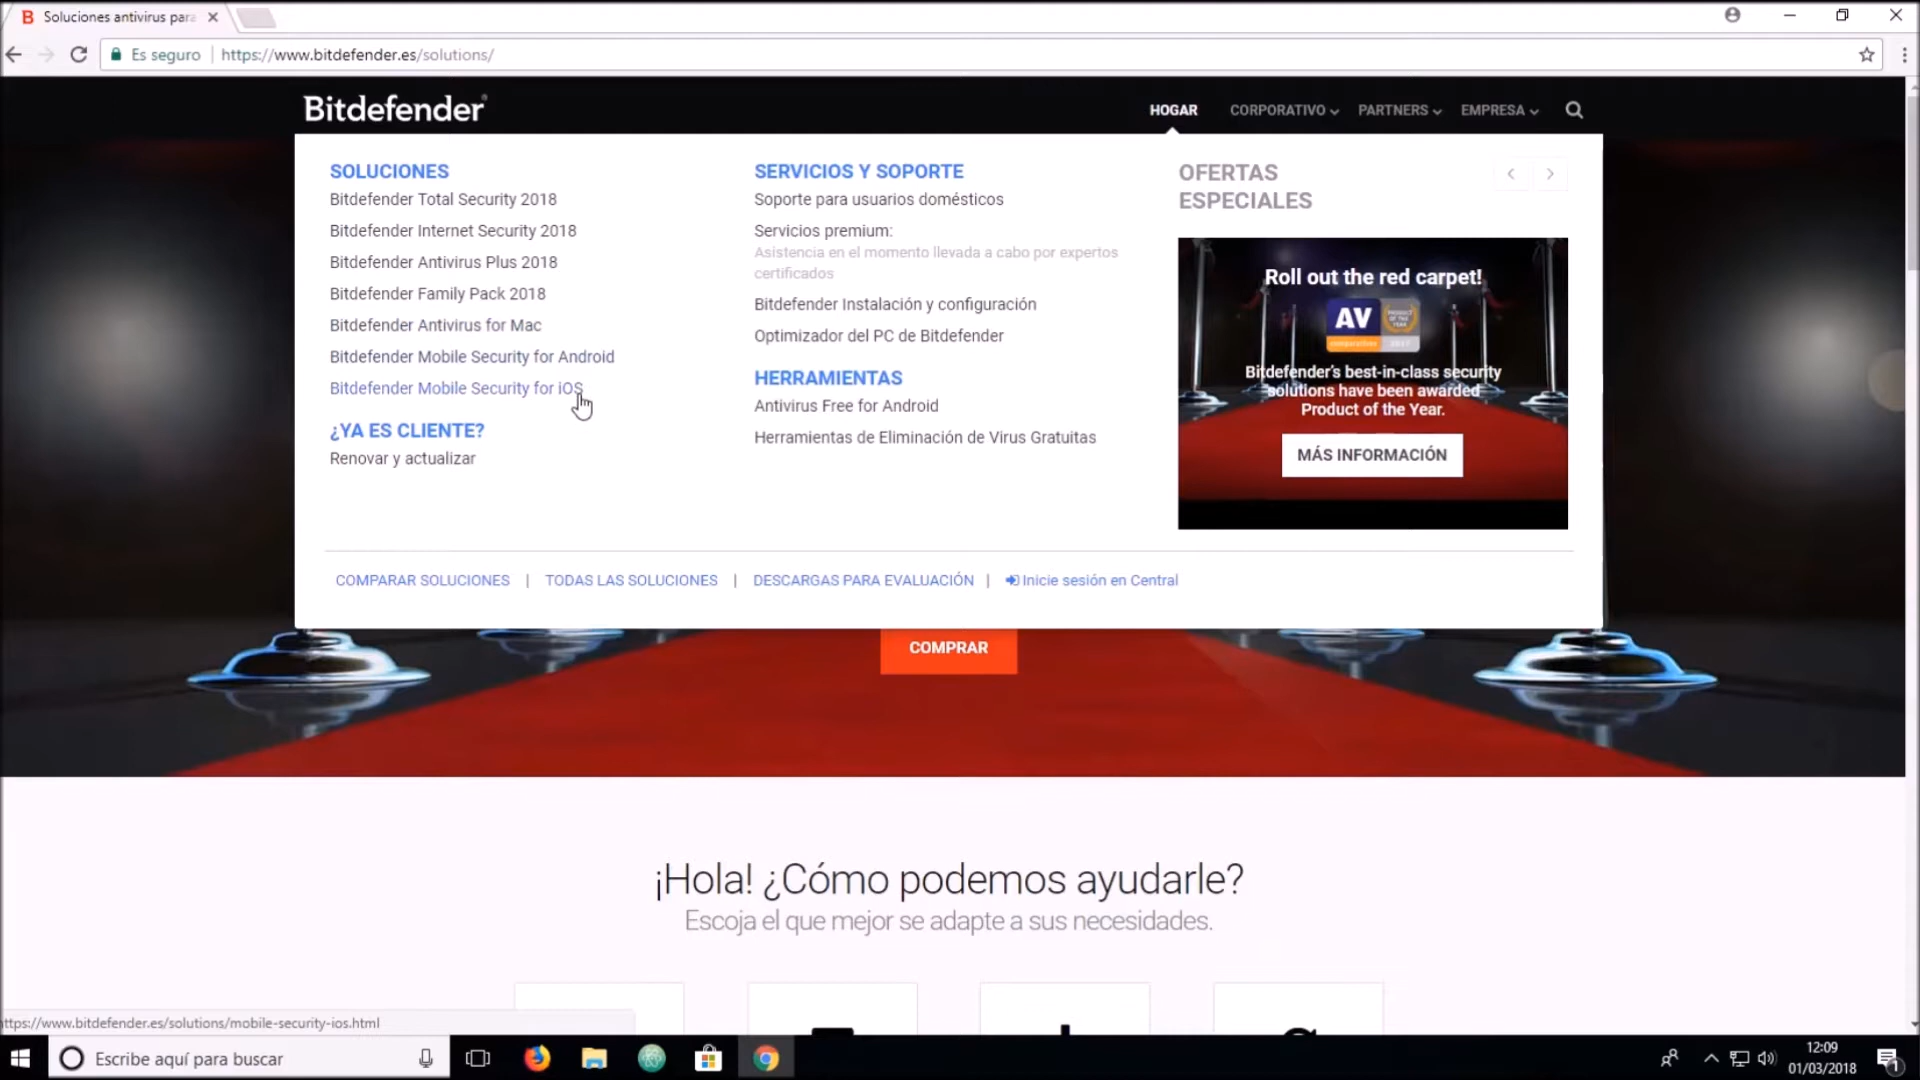 Soluciones antivirus para
Es seguro
https://www.bitdefender.es/solutions/
Bitdefender
HOGAR
CORPORATIVO
PARTNERS
EMPRESA
SOLUCIONES
Bitdefender Total Security 2018
Bitdefender Internet Security 2018
Bitdefender Antivirus Plus 2018
Bitdefender Family Pack 2018
Bitdefender Antivirus for Mac
Bitdefender Mobile Security for Android
Bitdefender Mobile Security for iOS
¿YA ES CLIENTE?
Renovar y actualizar
SERVICIOS Y SOPORTE
Soporte para usuarios domésticos
Servicios premium:
Asistencia en el momento llevada a cabo por expertos
certificados
Bitdefender Instalación y configuración
Optimizador del PC de Bitdefender
HERRAMIENTAS
Antivirus Free for Android
Herramientas de Eliminación de Virus Gratuitas
OFERTAS
ESPECIALES
Roll out the red carpet!
AV
comparatives
PRODUCT
OF THE
YEAR
2017
Bitdefender's best-in-class security
solutions have been awarded
Product of the Year.
MÁS INFORMACIÓN
COMPARAR SOLUCIONES | TODAS LAS SOLUCIONES | DESCARGAS PARA EVALUACIÓN | Inicie sesión en Central
COMPRAR
¡Hola! ¿Cómo podemos ayudarle?
Escoja el que mejor se adapte a sus necesidades.
ttps://www.bitdefender.es/solutions/mobile-security-ios.html
Escribe aquí para buscar
12:09
01/03/2018
1